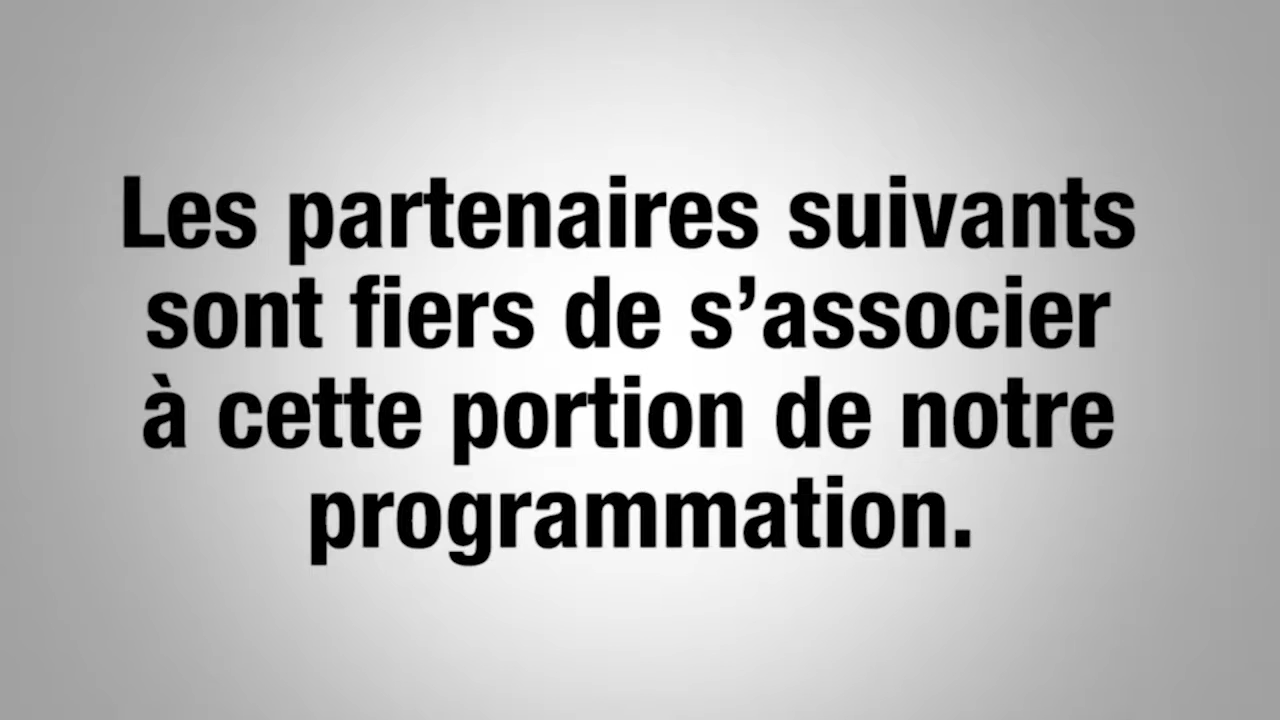 Les partenaires suivants
sont fiers de s’associer
à cette portion de notre
programmation.